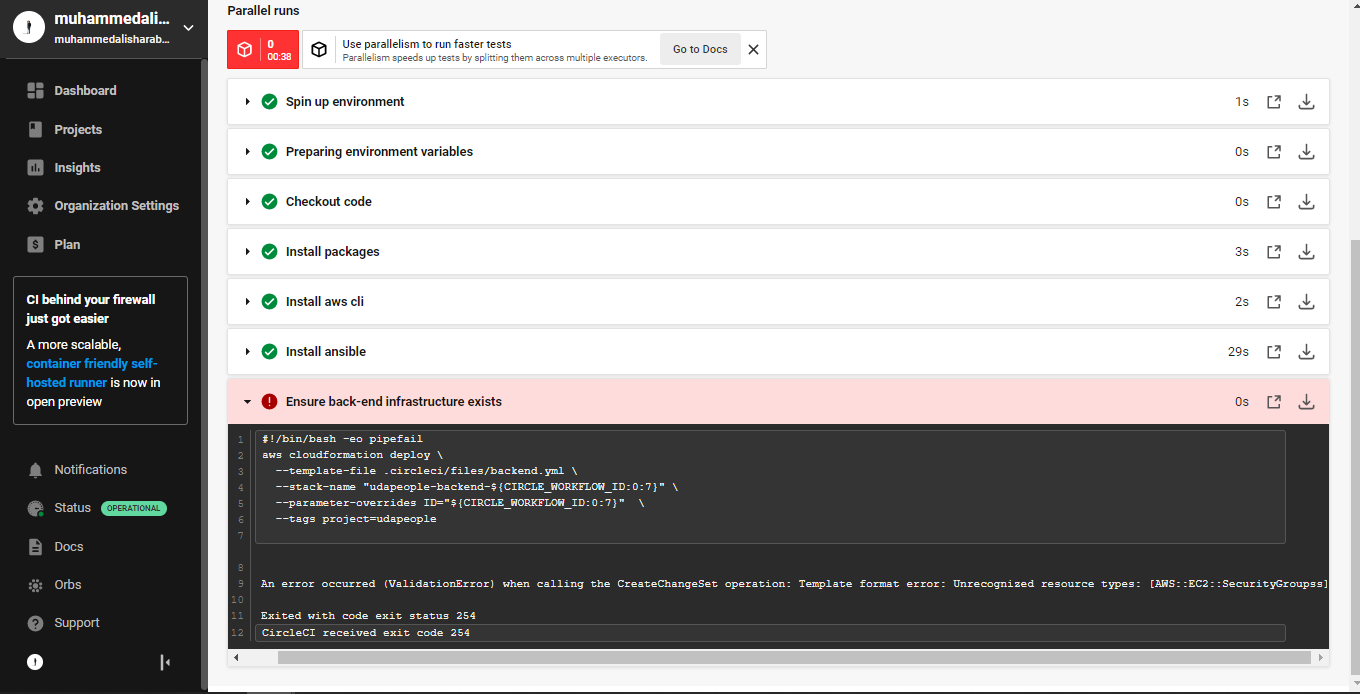 muhammedali...
muhammedalisharab...
Dashboard
Projects
Insights
Organization Settings
$ Plan
CI behind your firewall
just got easier
A more scalable,
container friendly self-
hosted runner is now in
open preview
Notifications
Status OPERATIONAL
Docs
Orbs
Support
Parallel runs
0
00:38
Use parallelism to run faster tests
Parallelism speeds up tests by splitting them across multiple executors.
Go to Docs
Spin up environment 1s
Preparing environment variables 0s
Checkout code 0s
Install packages 3s
Install aws cli 2s
Install ansible 29s
Ensure back-end infrastructure exists 0s
1 #!/bin/bash -eo pipefail
2 aws cloudformation deploy \
3 --template-file .circleci/files/backend.yml \
4 --stack-name "udapeople-backend-${CIRCLE_WORKFLOW_ID:0:7}" \
5 --parameter-overrides ID="${CIRCLE_WORKFLOW_ID:0:7}"  \
6 --tags project=udapeople
7
8
9 An error occurred (ValidationError) when calling the CreateChangeSet operation: Template format error: Unrecognized resource types: [AWS::EC2::SecurityGroupss]
10
11 Exited with code exit status 254
12 CircleCI received exit code 254